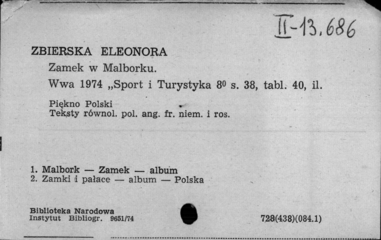 II-13.686
ZBIERSKA ELEONORA
Zamek w Malborku.
Wwa 1974 „Sport i Turystyka 8⁰ s. 38, tabl. 40, il.
Piękno Polski
Teksty równol. pol. ang. fr. niem. i ros.
1. Malbork — Zamek — album
2. Zamki i pałace — album — Polska
Biblioteka Narodowa
Instytut Bibliogr. 9651/74
728(438)(084.1)